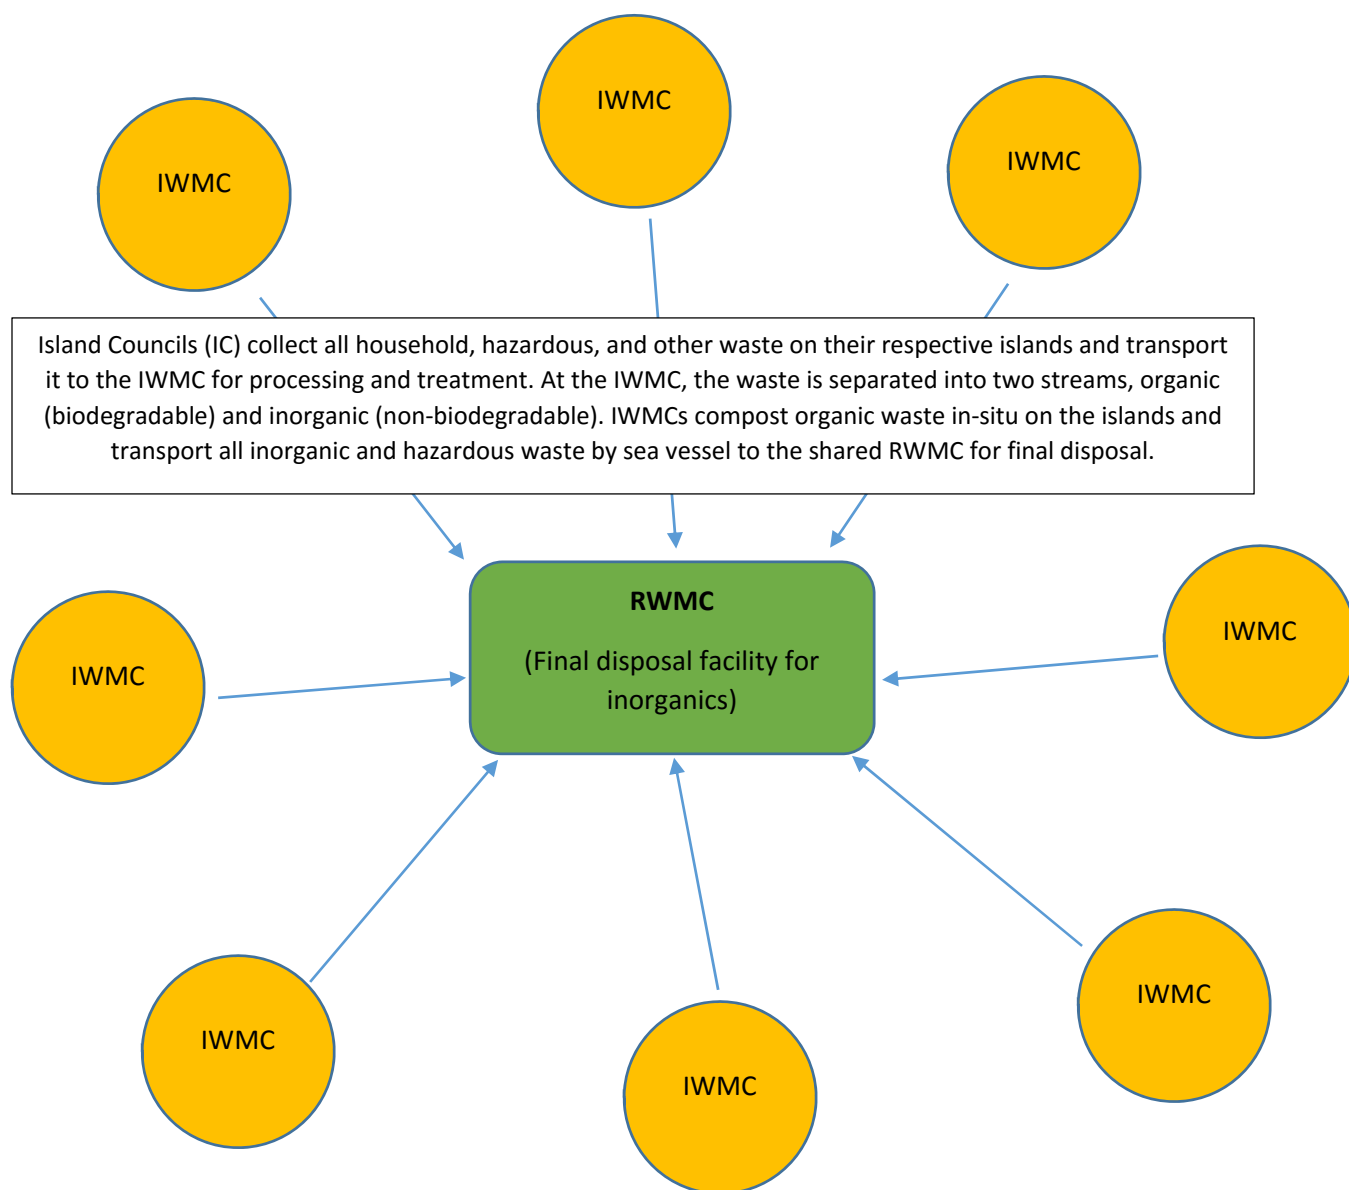 IWMC
IWMC
IWMC
Island Councils (IC) collect all household, hazardous, and other waste on their respective islands and transport
it to the IWMC for processing and treatment. At the IWMC, the waste is separated into two streams, organic
(biodegradable) and inorganic (non-biodegradable). IWMCs compost organic waste in-situ on the islands and
transport all inorganic and hazardous waste by sea vessel to the shared RWMC for final disposal.
RWMC
(Final disposal facility for
inorganics)
IWMC
IWMC
IWMC
IWMC
IWMC